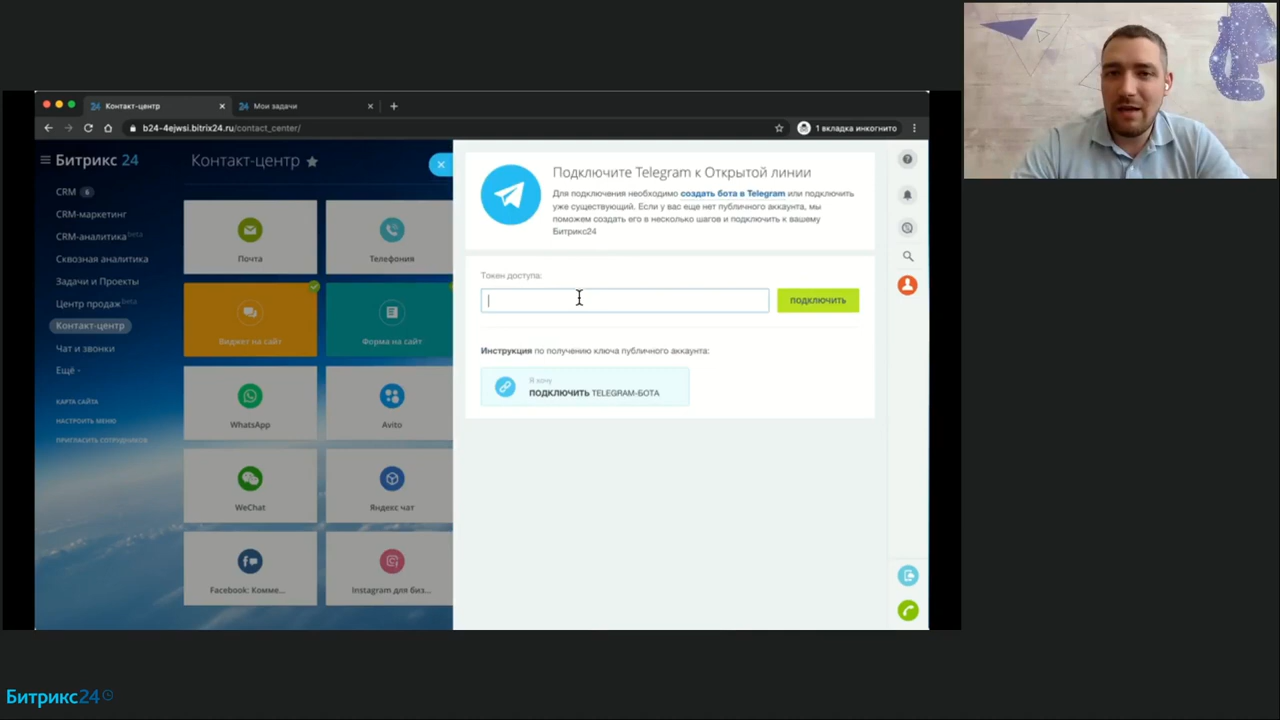 Контакт-центр
Мои задачи
b24-4ejwsi.bitrix24.ru/contact_center/
1 вкладка инкогнито
Битрикс 24
CRM 6
CRM-маркетинг
CRM-аналитика beta
Сквозная аналитика
Задачи и Проекты
Центр продаж beta
Контакт-центр
Чат и звонки
Ещё
КАРТА САЙТА
НАСТРОИТЬ МЕНЮ
ПРИГЛАСИТЬ СОТРУДНИКОВ
Контакт-центр
Почта
Телефония
Виджет на сайт
Форма на сайт
WhatsApp
Avito
WeChat
Яндекс чат
Facebook: Комме...
Instagram для биз...
Подключите Telegram к Открытой линии
Для подключения необходимо создать бота в Telegram или подключить
уже существующий. Если у вас еще нет публичного аккаунта, мы
поможем создать его в несколько шагов и подключить к вашему
Битрикс24
Токен доступа:
ПОДКЛЮЧИТЬ
Инструкция по получению ключа публичного аккаунта:
Я хочу
ПОДКЛЮЧИТЬ TELEGRAM-БОТА
Битрикс24